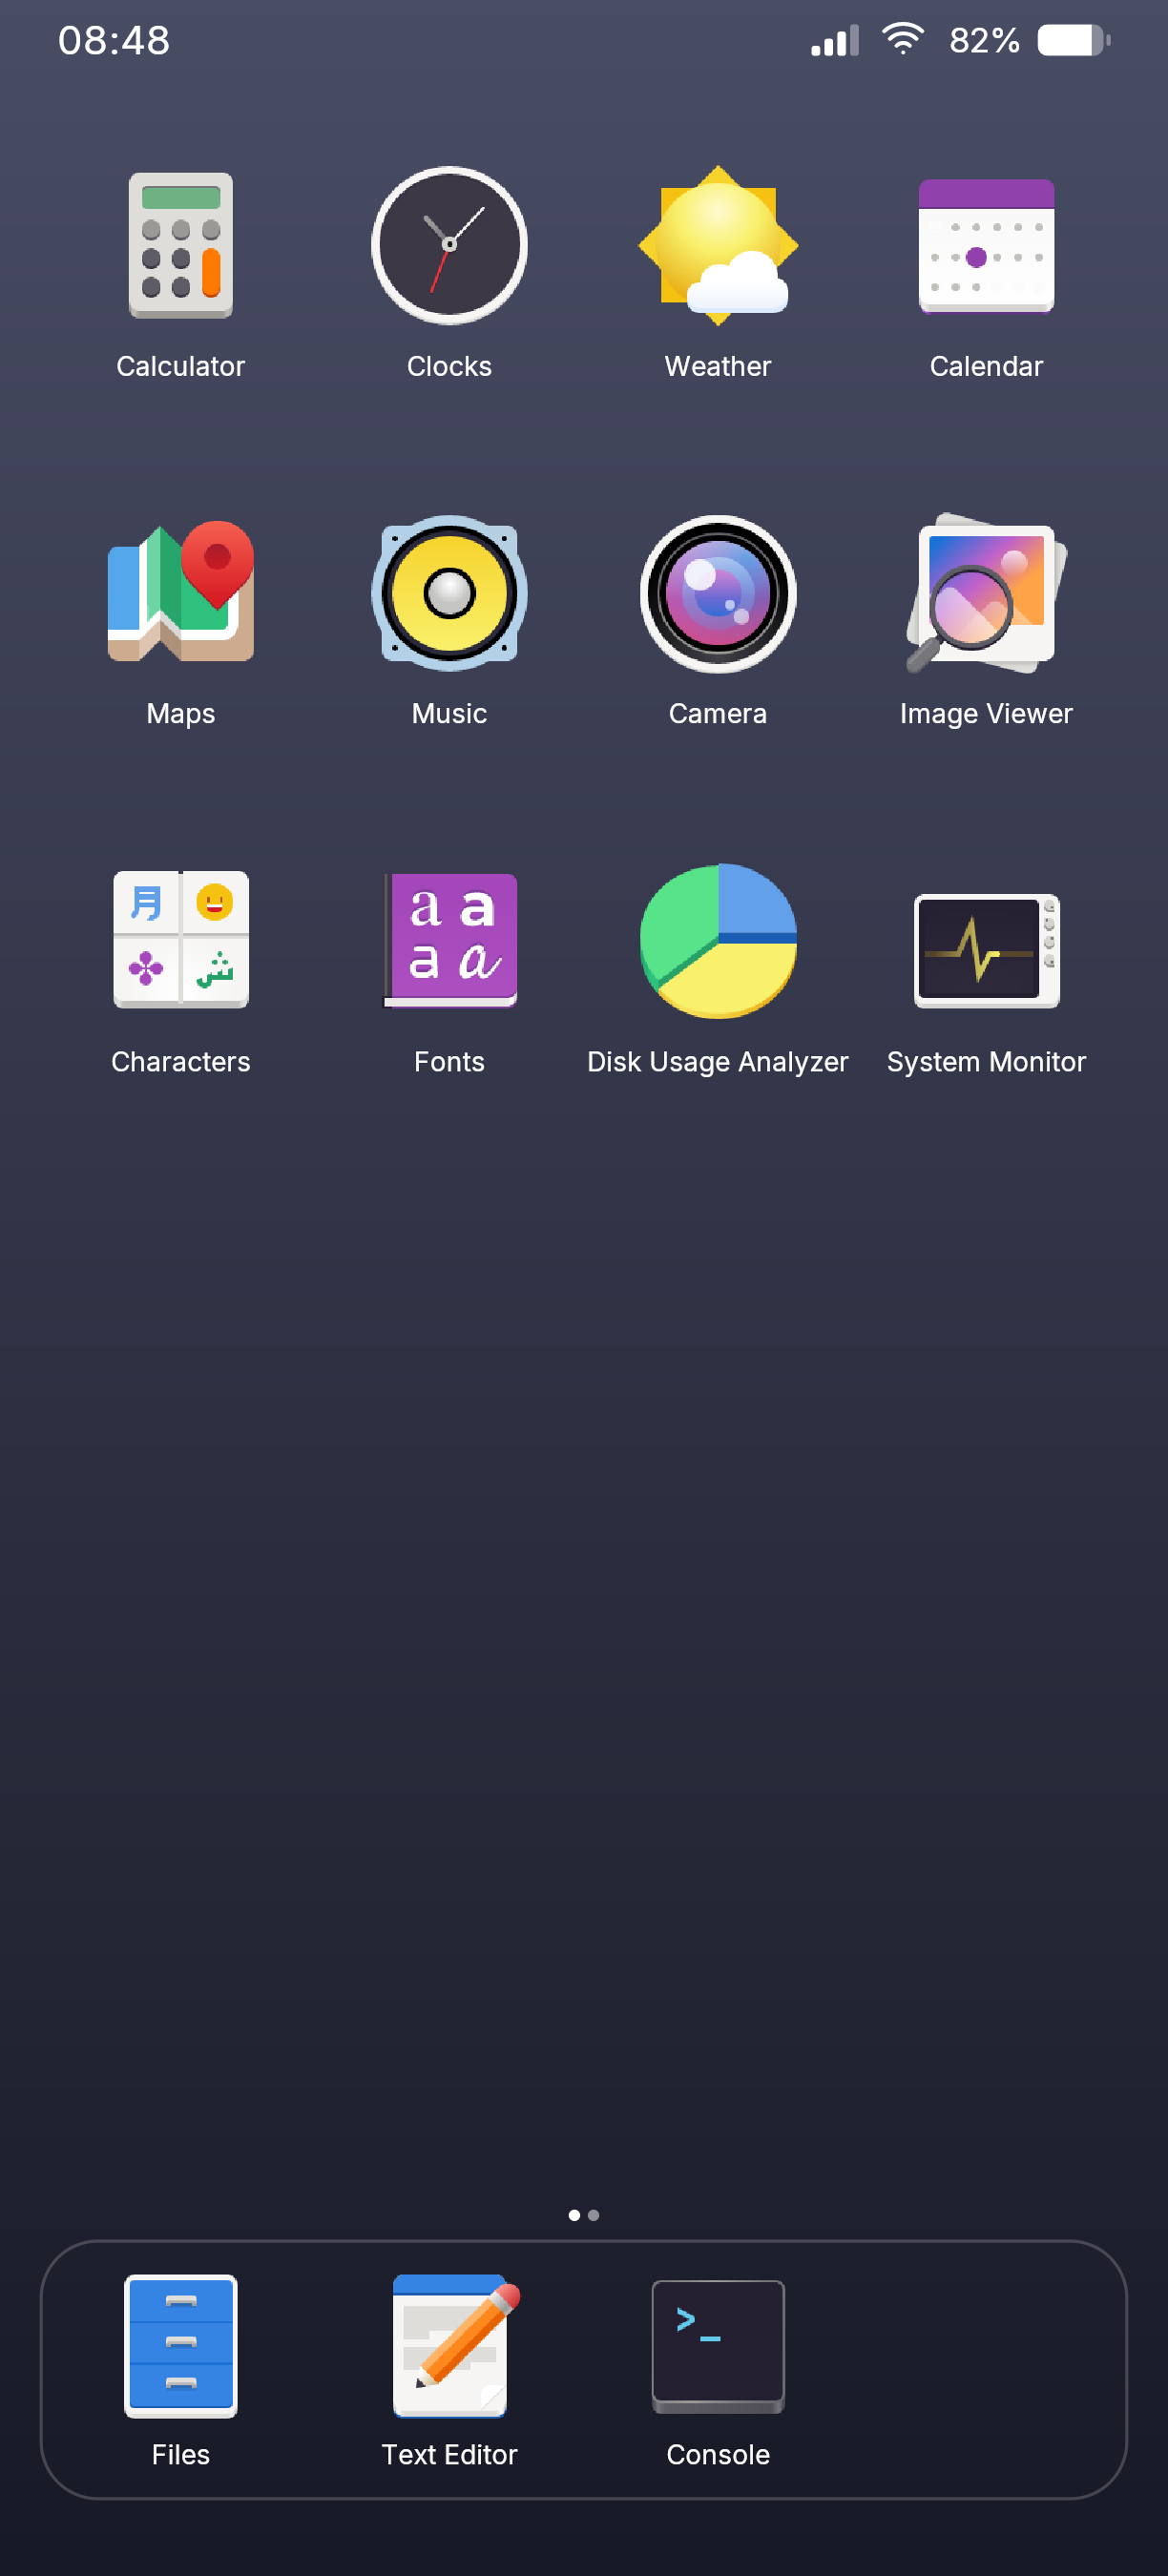 08:48 82%
Calculator Clocks Weather Calendar
Maps Music Camera Image Viewer
月 ش
a a
a a
Characters Fonts Disk Usage Analyzer System Monitor
>_
Files Text Editor Console